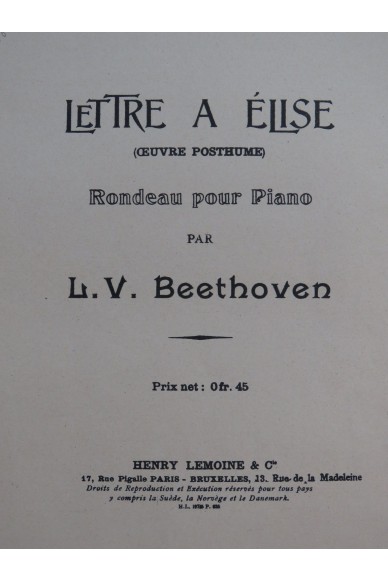 LETTRE A ÉLISE
(ŒUVRE POSTHUME)
Rondeau pour Piano
PAR
L.V. Beethoven
Prix net : 0 fr. 45
HENRY LEMOINE & Cie
17, Rue Pigalle PARIS - BRUXELLES, 13. Rue de la Madeleine
Droits de Reproduction et Exécution réservés pour tous pays
y compris la Suède, la Norvège et le Danemark.